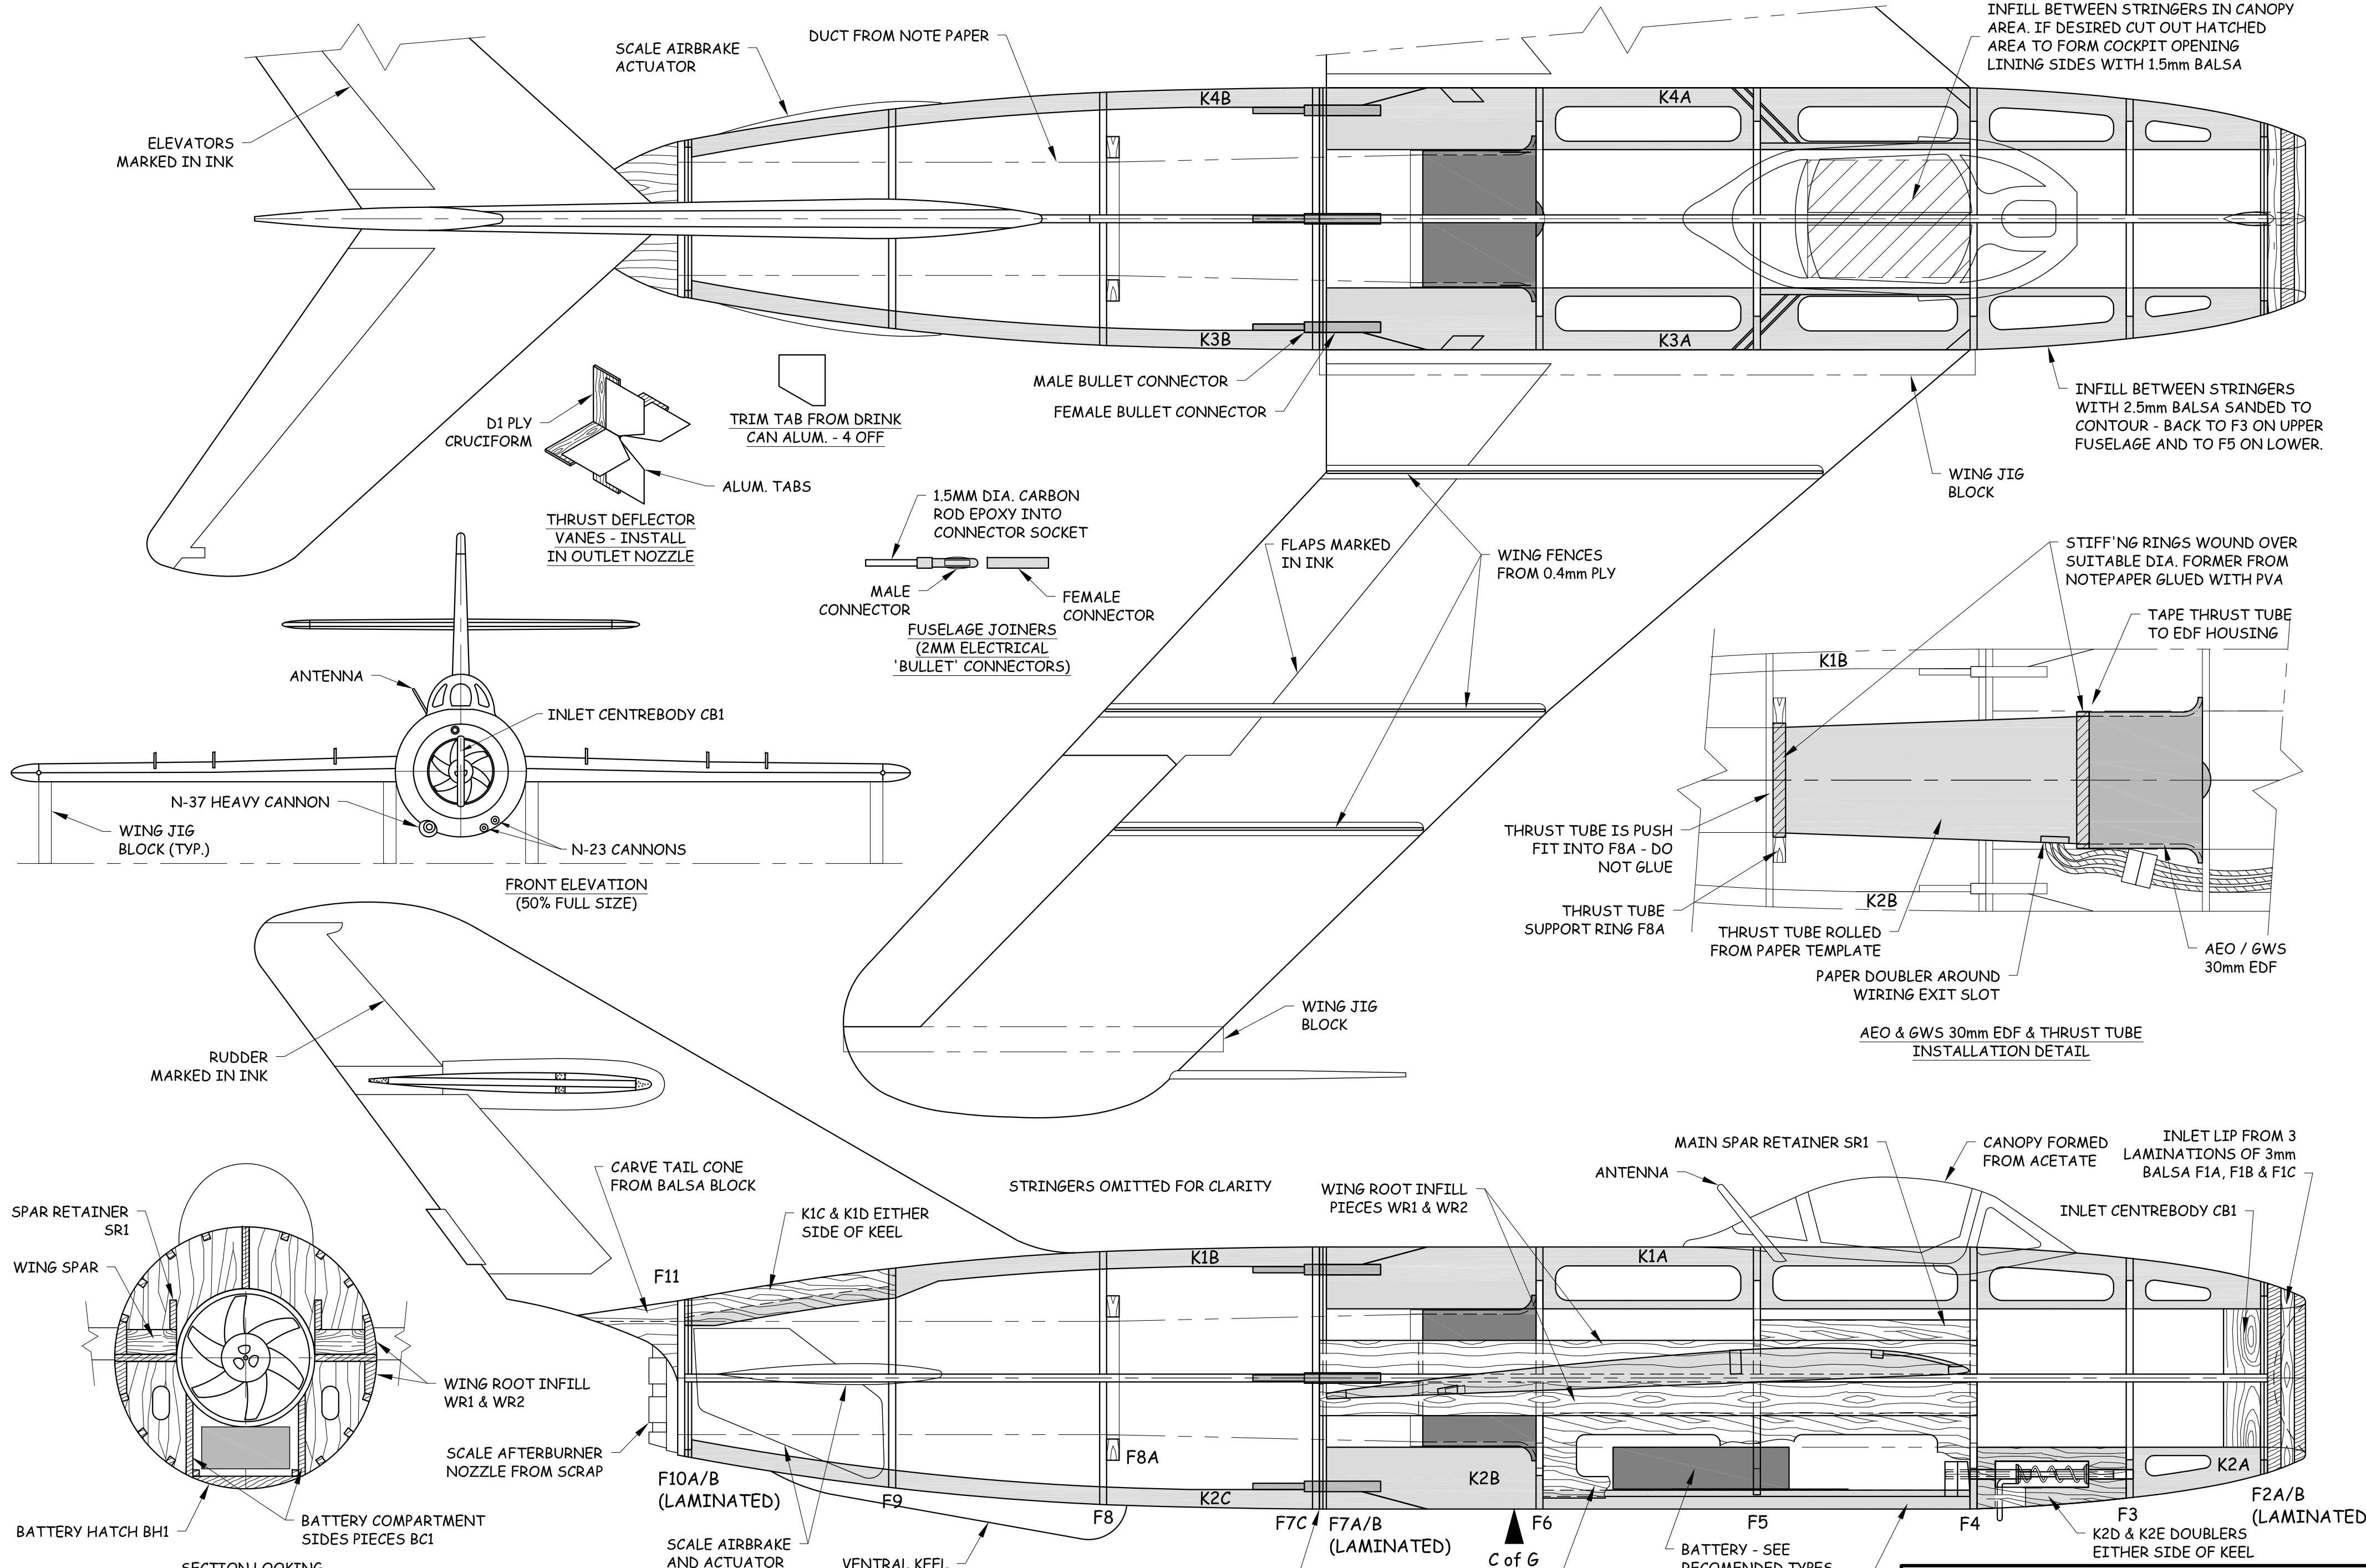 INFILL BETWEEN STRINGERS IN CANOPY
AREA. IF DESIRED CUT OUT HATCHED
AREA TO FORM COCKPIT OPENING
LINING SIDES WITH 1.5mm BALSA
DUCT FROM NOTE PAPER
SCALE AIRBRAKE
ACTUATOR
ELEVATORS
MARKED IN INK
K4B
K4A
K3B
K3A
MALE BULLET CONNECTOR
FEMALE BULLET CONNECTOR
D1 PLY
CRUCIFORM
TRIM TAB FROM DRINK
CAN ALUM. - 4 OFF
ALUM. TABS
THRUST DEFLECTOR
VANES - INSTALL
IN OUTLET NOZZLE
INFILL BETWEEN STRINGERS
WITH 2.5mm BALSA SANDED TO
CONTOUR - BACK TO F3 ON UPPER
FUSELAGE AND TO F5 ON LOWER.
WING JIG
BLOCK
1.5MM DIA. CARBON
ROD EPOXY INTO
CONNECTOR SOCKET
MALE
CONNECTOR
FEMALE
CONNECTOR
FUSELAGE JOINERS
(2MM ELECTRICAL
'BULLET' CONNECTORS)
FLAPS MARKED
IN INK
WING FENCES
FROM 0.4mm PLY
STIFF'NG RINGS WOUND OVER
SUITABLE DIA. FORMER FROM
NOTEPAPER GLUED WITH PVA
TAPE THRUST TUBE
TO EDF HOUSING
K1B
K2B
THRUST TUBE IS PUSH
FIT INTO F8A - DO
NOT GLUE
THRUST TUBE
SUPPORT RING F8A
THRUST TUBE ROLLED
FROM PAPER TEMPLATE
PAPER DOUBLER AROUND
WIRING EXIT SLOT
AEO / GWS
30mm EDF
AEO & GWS 30mm EDF & THRUST TUBE
INSTALLATION DETAIL
ANTENNA
INLET CENTREBODY CB1
N-37 HEAVY CANNON
WING JIG
BLOCK (TYP.)
N-23 CANNONS
FRONT ELEVATION
(50% FULL SIZE)
WING JIG
BLOCK
RUDDER
MARKED IN INK
CARVE TAIL CONE
FROM BALSA BLOCK
K1C & K1D EITHER
SIDE OF KEEL
STRINGERS OMITTED FOR CLARITY
WING ROOT INFILL
PIECES WR1 & WR2
MAIN SPAR RETAINER SR1
ANTENNA
CANOPY FORMED
FROM ACETATE
INLET LIP FROM 3
LAMINATIONS OF 3mm
BALSA F1A, F1B & F1C
INLET CENTREBODY CB1
SPAR RETAINER
SR1
WING SPAR
WING ROOT INFILL
WR1 & WR2
BATTERY HATCH BH1
BATTERY COMPARTMENT
SIDES PIECES BC1
SECTION LOOKING
F11
K1B
K1A
SCALE AFTERBURNER
NOZZLE FROM SCRAP
F10A/B
(LAMINATED)
F9
F8A
F8
K2C
K2B
K2A
F7C
F7A/B
(LAMINATED)
C of G
F6
F5
F4
F3
F2A/B
(LAMINATED
SCALE AIRBRAKE
AND ACTUATOR
VENTRAL KEEL
BATTERY - SEE
RECOMENDED TYPES
K2D & K2E DOUBLERS
EITHER SIDE OF KEEL